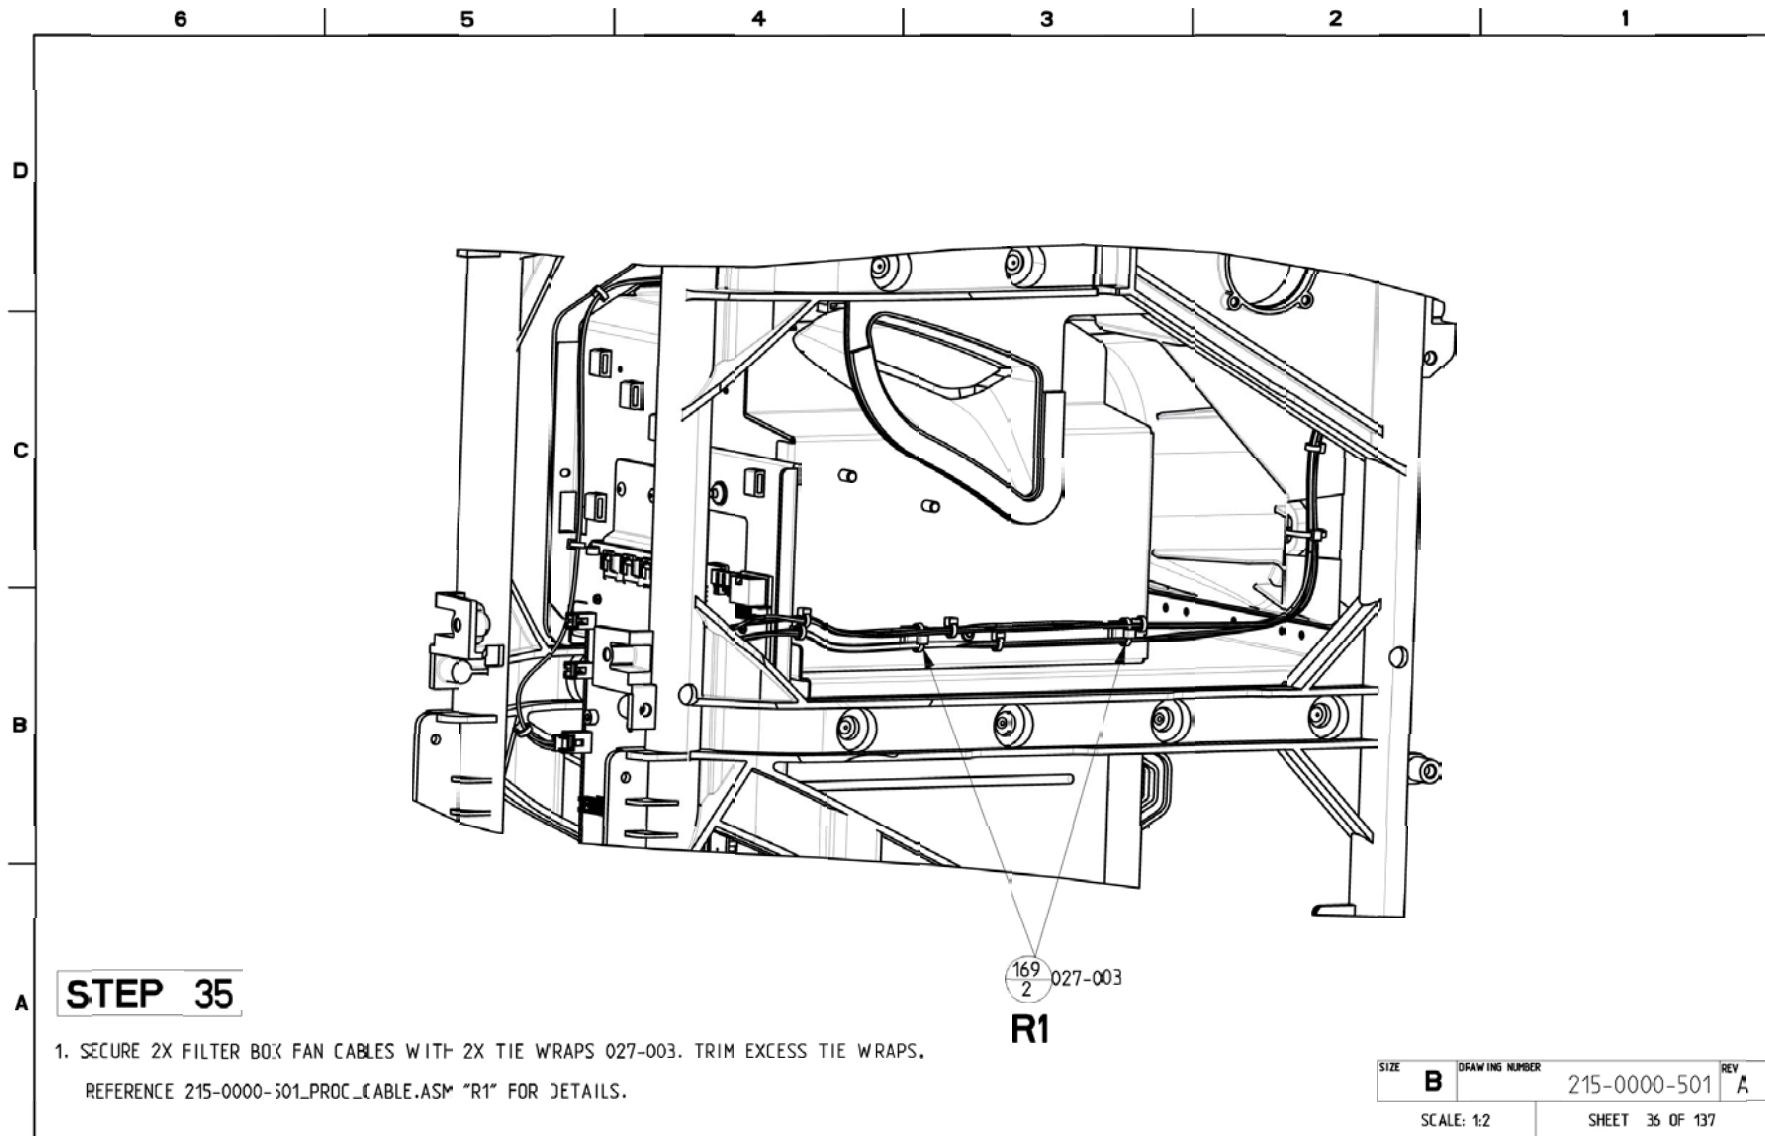 6 5 4 3 2 1
D
C
B
A
169
2
027-003
R1
STEP 35
1. SECURE 2X FILTER BOX FAN CABLES WITH 2X TIE WRAPS 027-003. TRIM EXCESS TIE WRAPS.
REFERENCE 215-0000-501_PROC_CABLE.ASM "R1" FOR DETAILS.
SIZE
B
DRAWING NUMBER
215-0000-501
REV
A
SCALE: 1:2
SHEET 36 OF 137